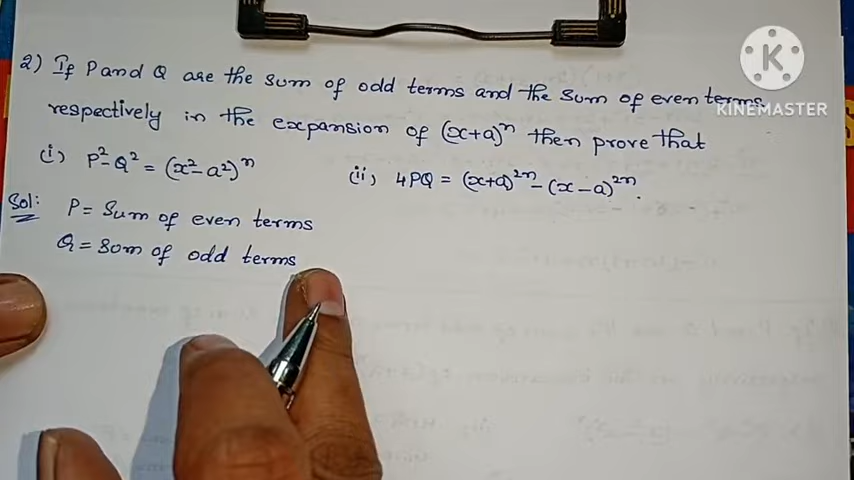 2) If P and Q are the sum of odd terms and the sum of even terms
respectively in the expansion of (x+a)^n then prove that
(i) P²-Q² = (x²-a²)^n (ii) 4PQ = (x+a)^2n - (x-a)^2n.
Sol: P = Sum of even terms
Q = Sum of odd terms
K
KINEMASTER